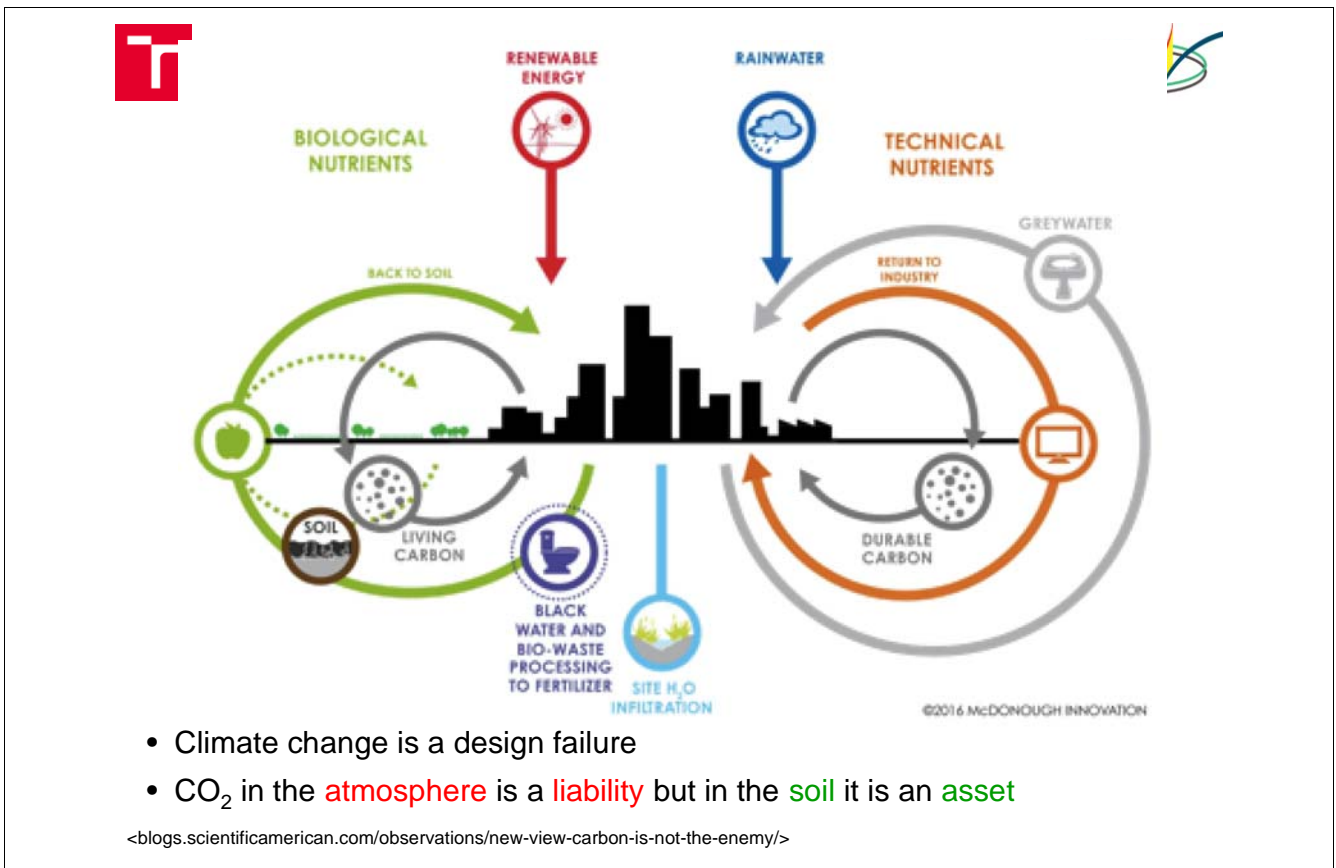 RENEWABLE
ENERGY
RAINWATER
BIOLOGICAL
NUTRIENTS
TECHNICAL
NUTRIENTS
GREYWATER
BACK TO SOIL
RETURN TO
INDUSTRY
SOIL
LIVING
CARBON
DURABLE
CARBON
BLACK
WATER AND
BIO-WASTE
PROCESSING
TO FERTILIZER
SITE H₂O
INFILTRATION
©2016 McDONOUGH INNOVATION
• Climate change is a design failure
• CO₂ in the atmosphere is a liability but in the soil it is an asset
<blogs.scientificamerican.com/observations/new-view-carbon-is-not-the-enemy/>